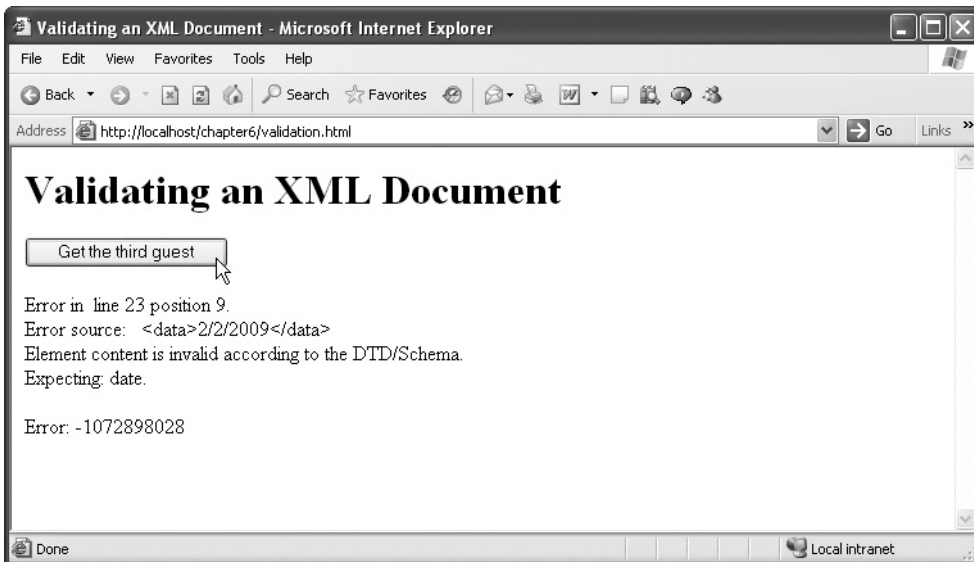 Validating an XML Document - Microsoft Internet Explorer
File Edit View Favorites Tools Help
Back Search Favorites
Address http://localhost/chapter6/validation.html Go Links »
Validating an XML Document
Get the third guest
Error in line 23 position 9.
Error source: <data>2/2/2009</data>
Element content is invalid according to the DTD/Schema.
Expecting: date.
Error: -1072898028
Done Local intranet